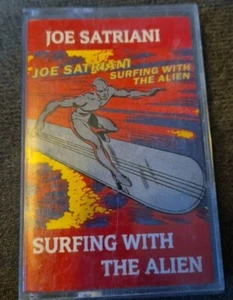 JOE SATRIANI
JOE SATRIANI
SURFING WITH
THE ALIEN
SURFING WITH
THE ALIEN